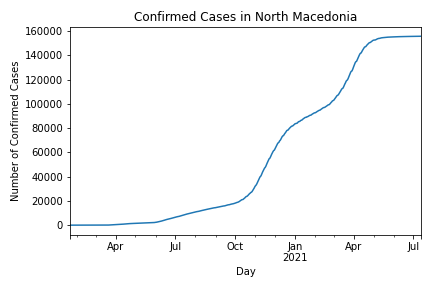 Confirmed Cases in North Macedonia
160000
140000
120000
100000
80000
60000
40000
20000
0
Number of Confirmed Cases
Apr Jul Oct Jan Apr Jul
2021
Day